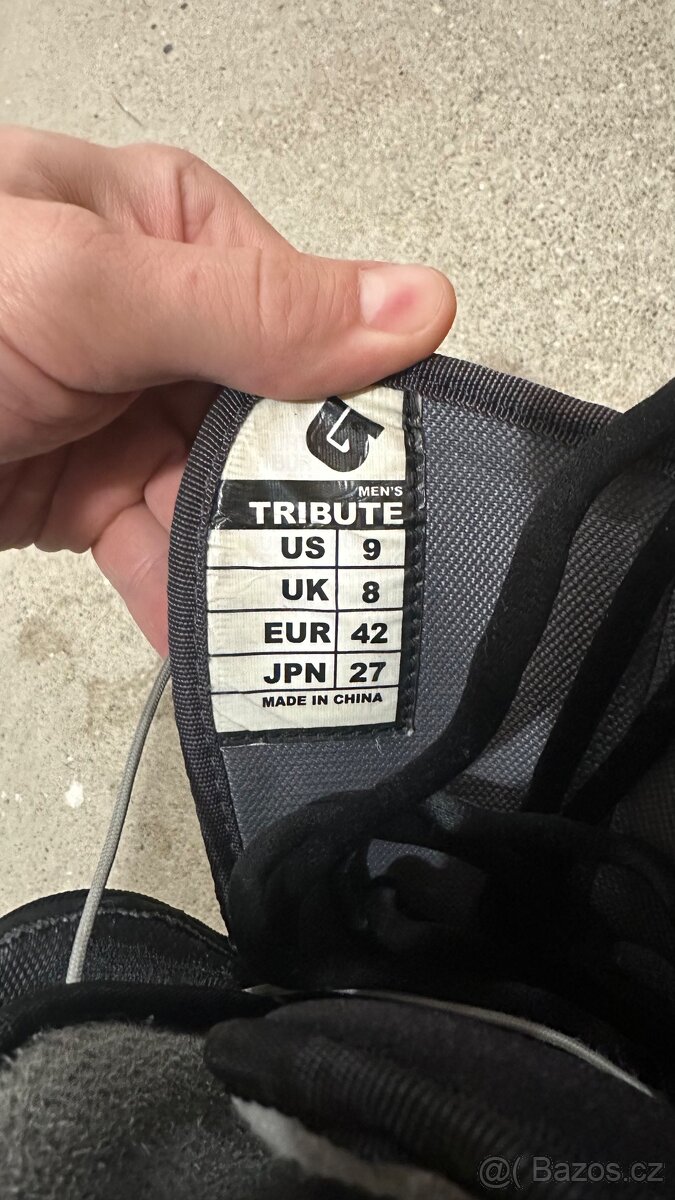 MEN'S
TRIBUTE
US 9
UK 8
EUR 42
JPN 27
MADE IN CHINA
@( Bazos.cz